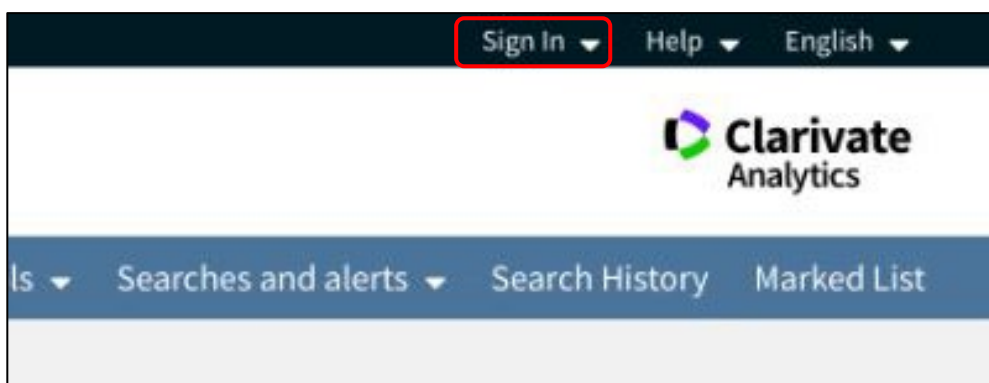 Sign In Help English
Clarivate
Analytics
ls Searches and alerts Search History Marked List